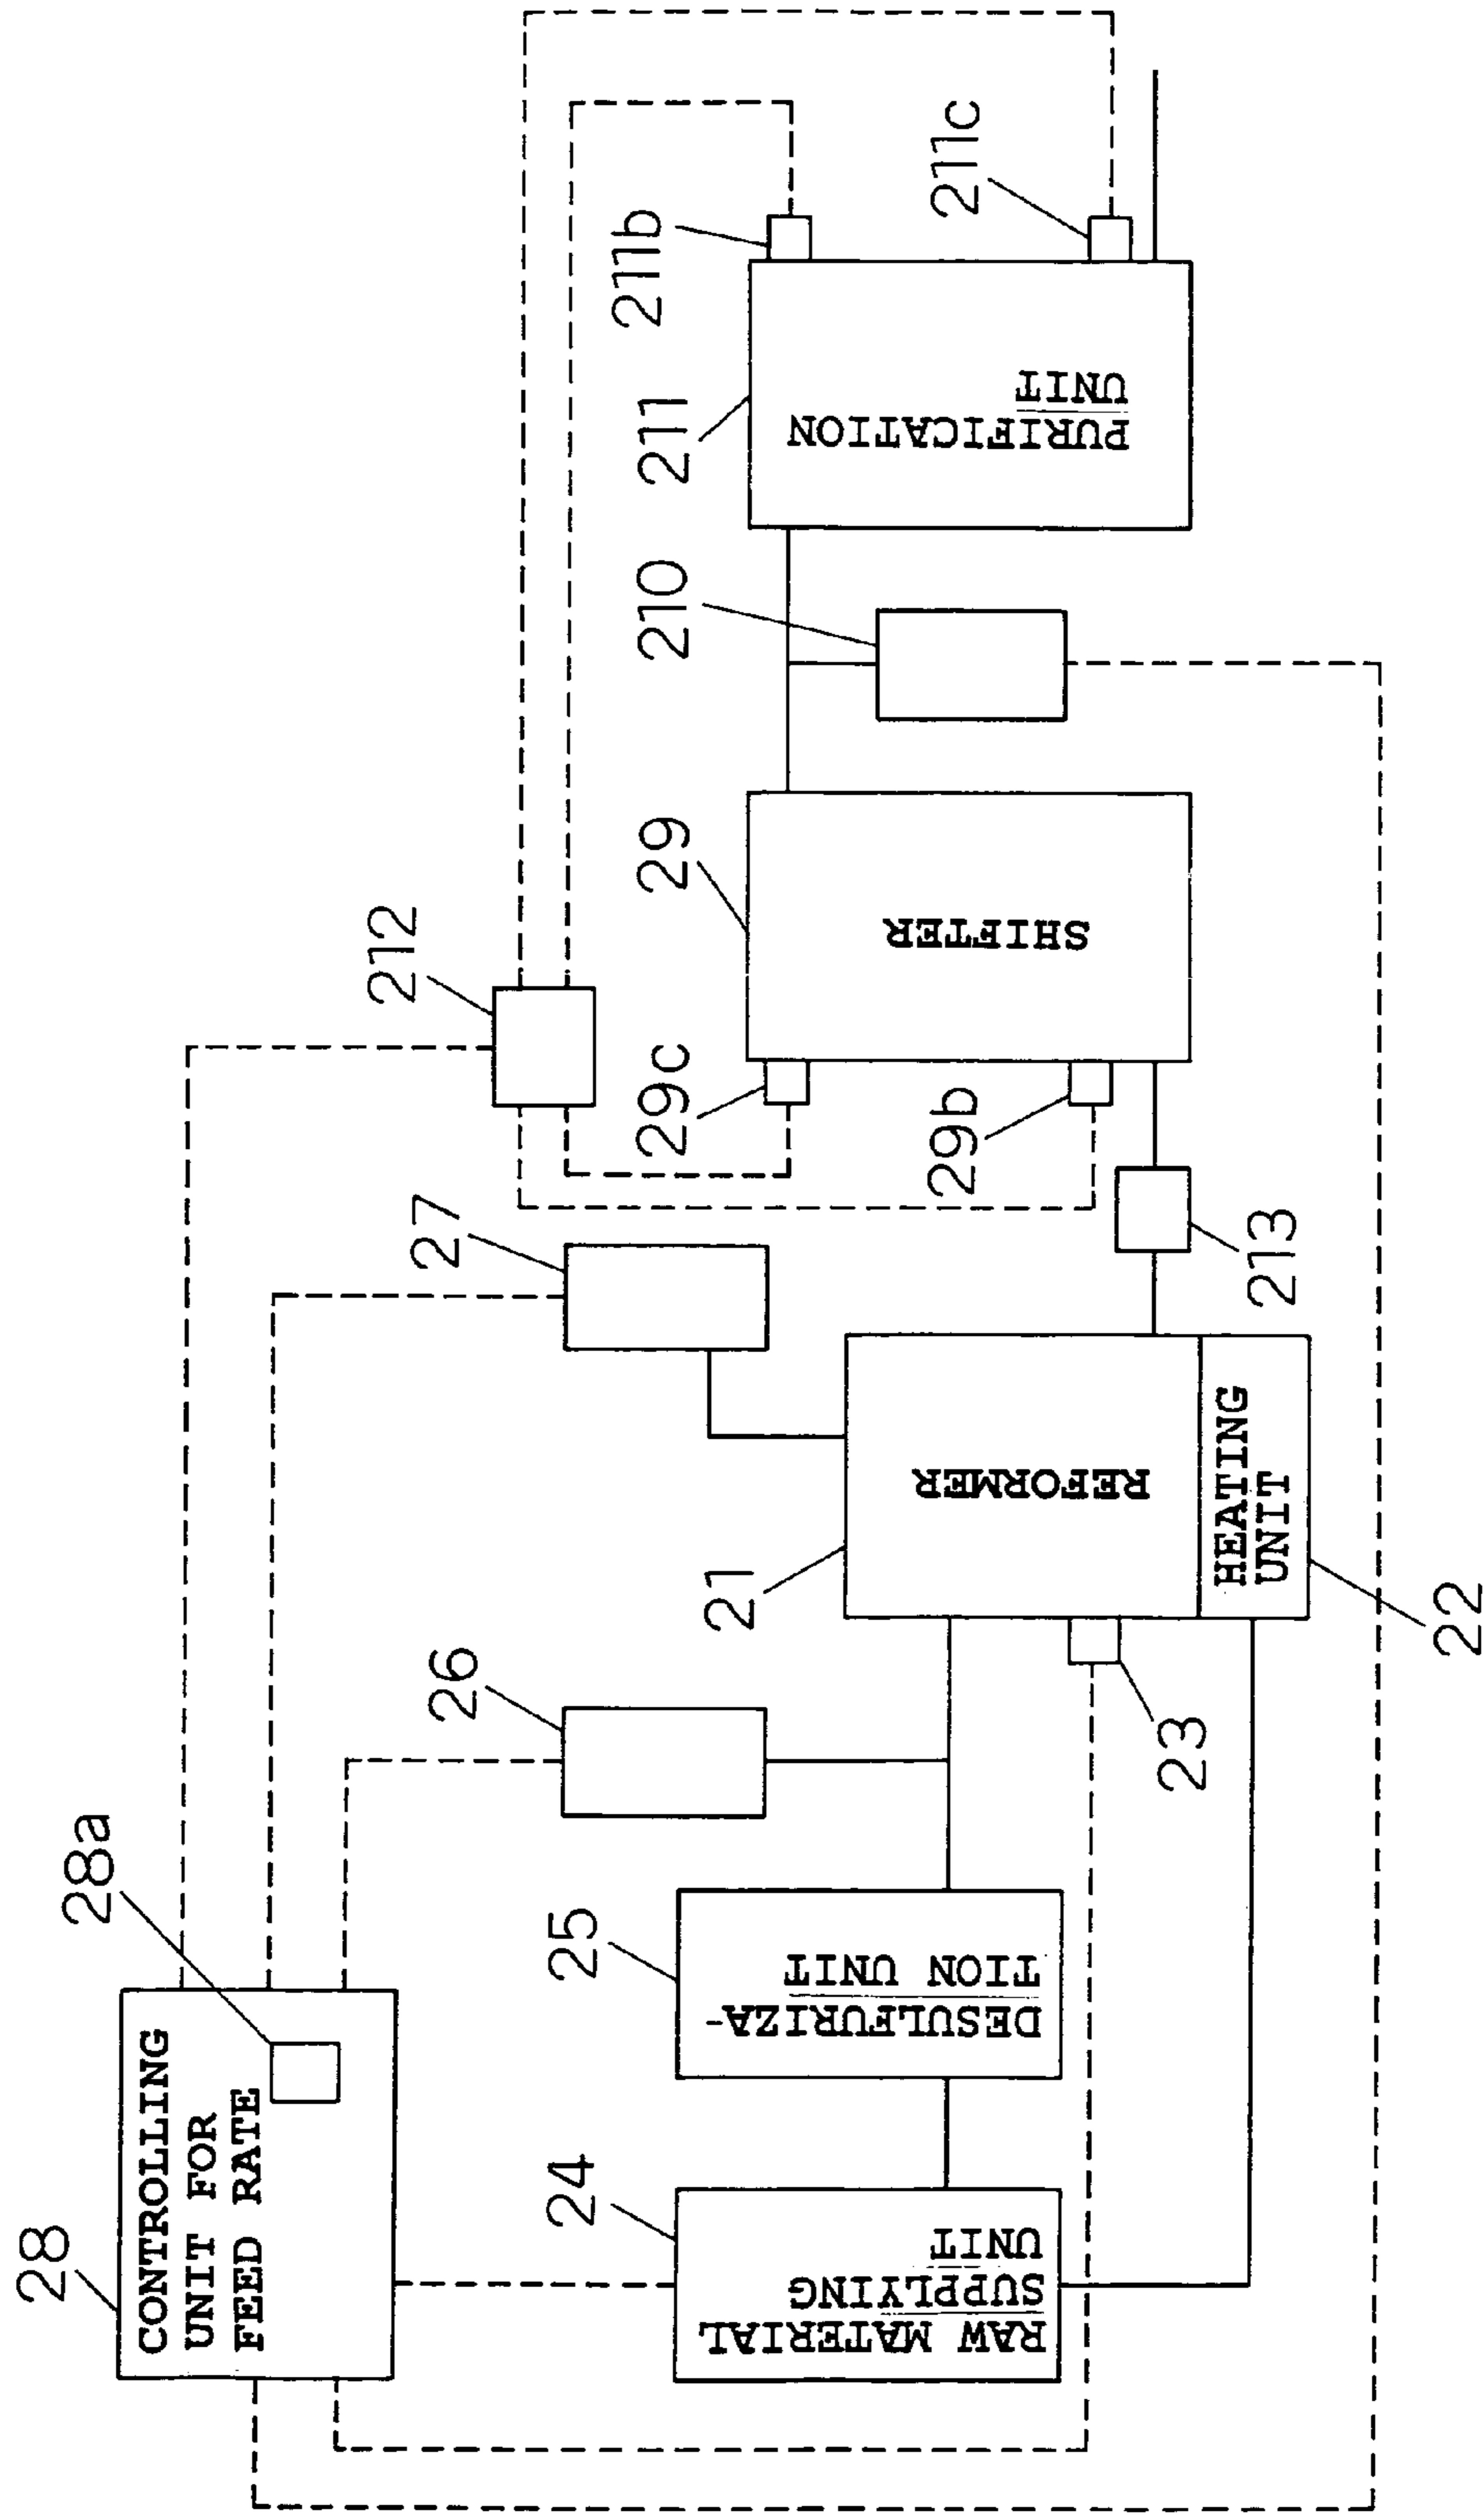 28
CONTROLLING
UNIT FOR
FEED RATE
28a
212
27
26
24
RAW MATERIAL
SUPPLYING
UNIT
25
DESULFURIZA-
TION UNIT
21
REFORMER
HEATING
UNIT
22
23
213
29c
29b
29
SHIFTER
210
211
PURIFICATION
UNIT
211b
211c